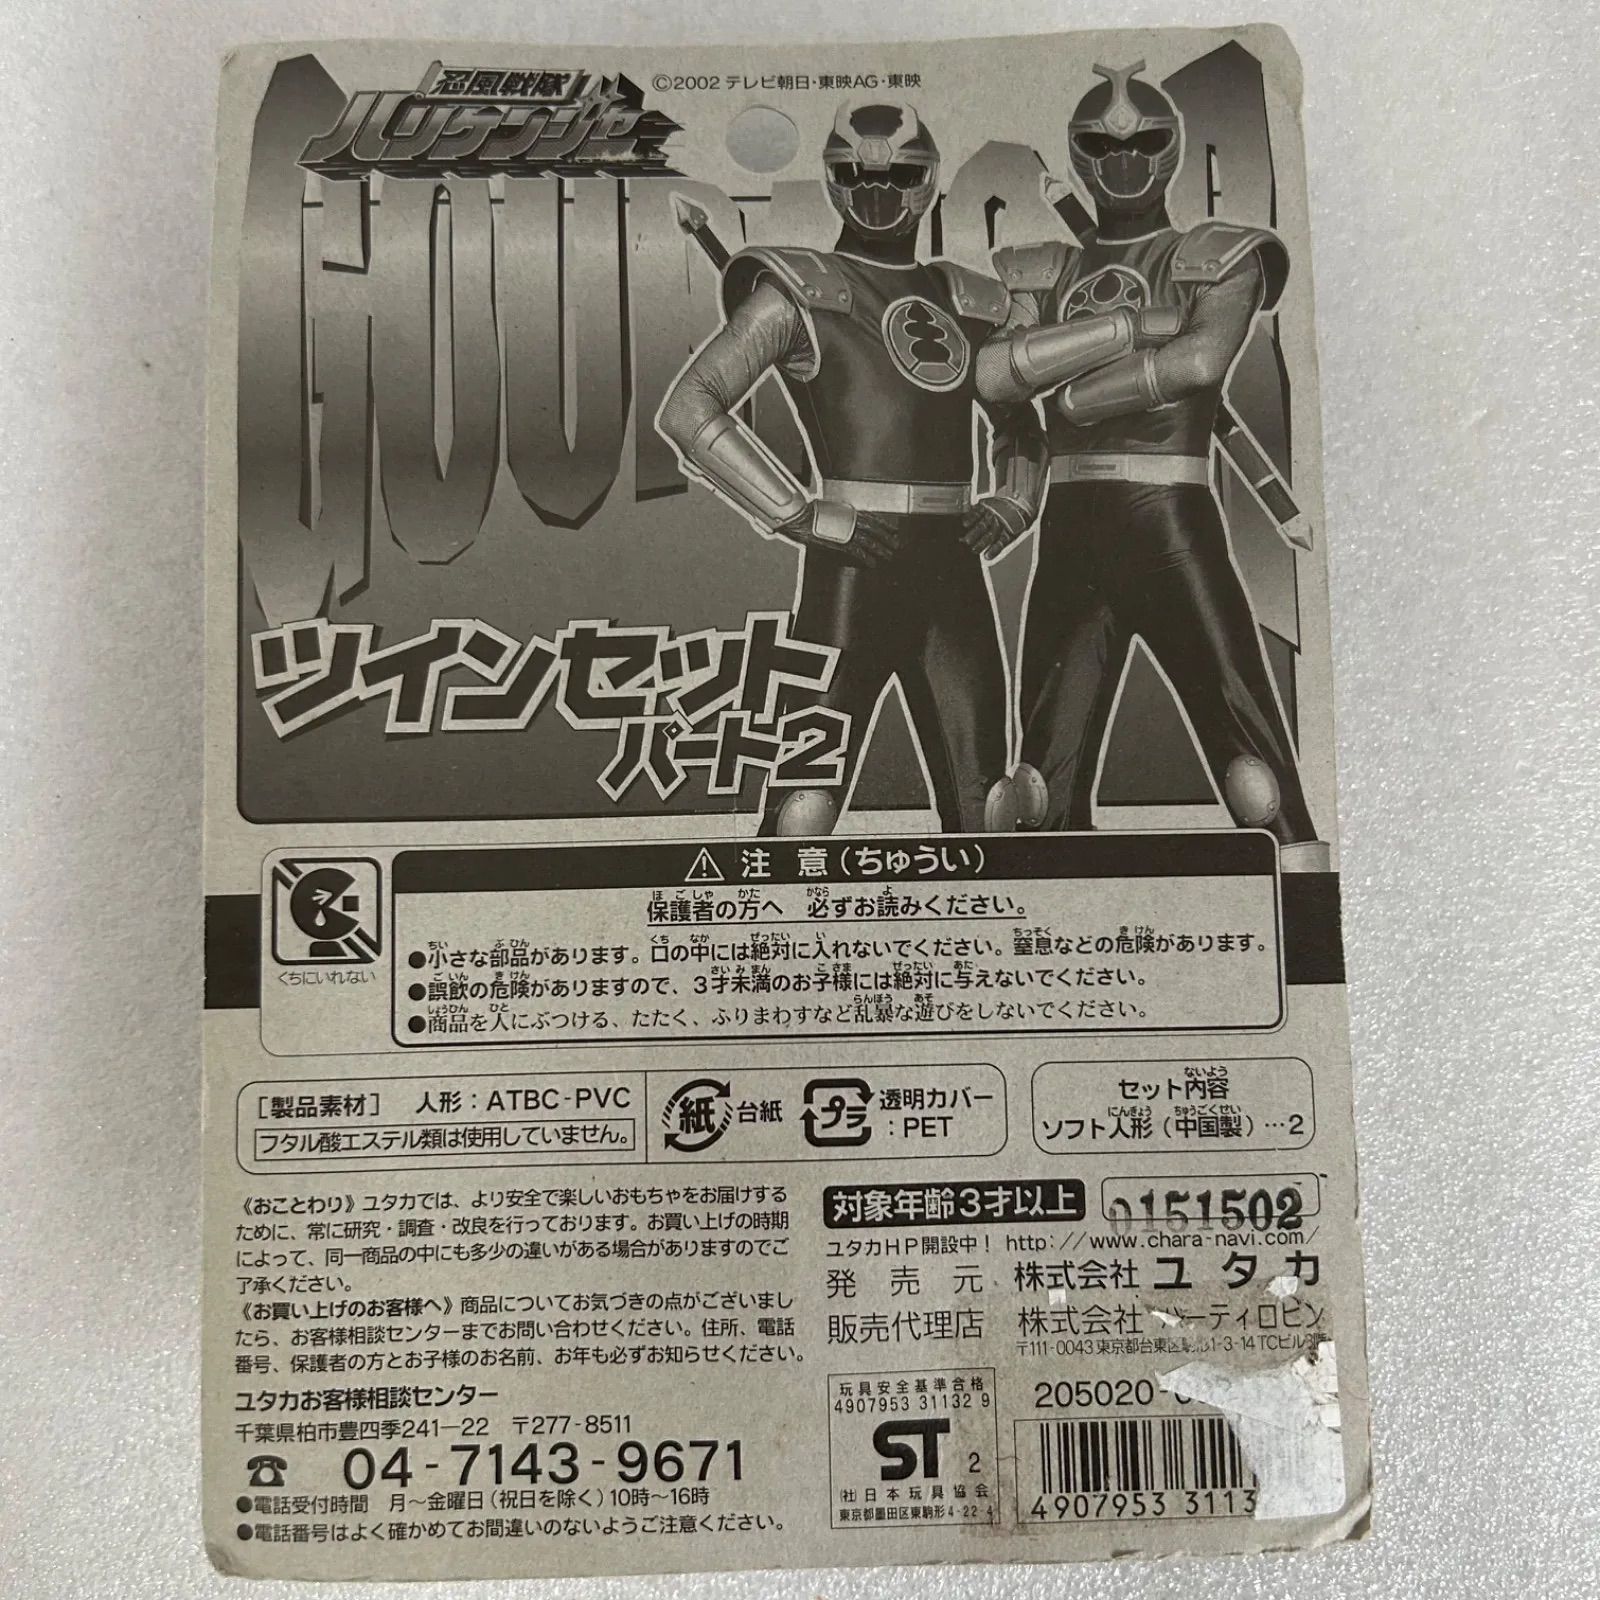 忍風戦隊
ハリケンジャー
©2002 テレビ朝日・東映AG・東映
GOURAIGER
ツインセット
パート2
⚠ 注 意(ちゅうい)
保護者の方へ 必ずお読みください。
●小さな部品があります。口の中には絶対に入れないでください。窒息などの危険があります。
●誤飲の危険がありますので、3才未満のお子様には絶対に与えないでください。
●商品を人にぶつける、たたく、ふりまわすなど乱暴な遊びをしないでください。
くちにいれない
[製品素材] 人形:ATBC-PVC
フタル酸エステル類は使用していません。
紙 台紙
プラ 透明カバー
:PET
セット内容
ソフト人形(中国製)…2
《おことわり》ユタカでは、より安全で楽しいおもちゃをお届けする
ために、常に研究・調査・改良を行っております。お買い上げの時期
によって、同一商品の中にも多少の違いがある場合がありますのでご
了承ください。
《お買い上げのお客様へ》商品についてお気づきの点がございまし
たら、お客様相談センターまでお問い合わせください。住所、電話
番号、保護者の方とお子様のお名前、お年も必ずお知らせください。
ユタカお客様相談センター
千葉県柏市豊四季241-22 〒277-8511
☎ 04-7143-9671
●電話受付時間 月〜金曜日(祝日を除く)10時〜16時
●電話番号はよく確かめてお間違いのないようご注意ください。
対象年齢3才以上
0151502
ユタカHP開設中! http://www.chara-navi.com/
発売元 株式会社 ユタカ
販売代理店 株式会社 パーティロビン
〒111-0043 東京都台東区 1-3-14 TCビル
玩具安全基準合格
4907953 31132 9
ST 2
(社)日本玩具協会
東京都墨田区東駒形4-22-4
205020-
4907953 3113